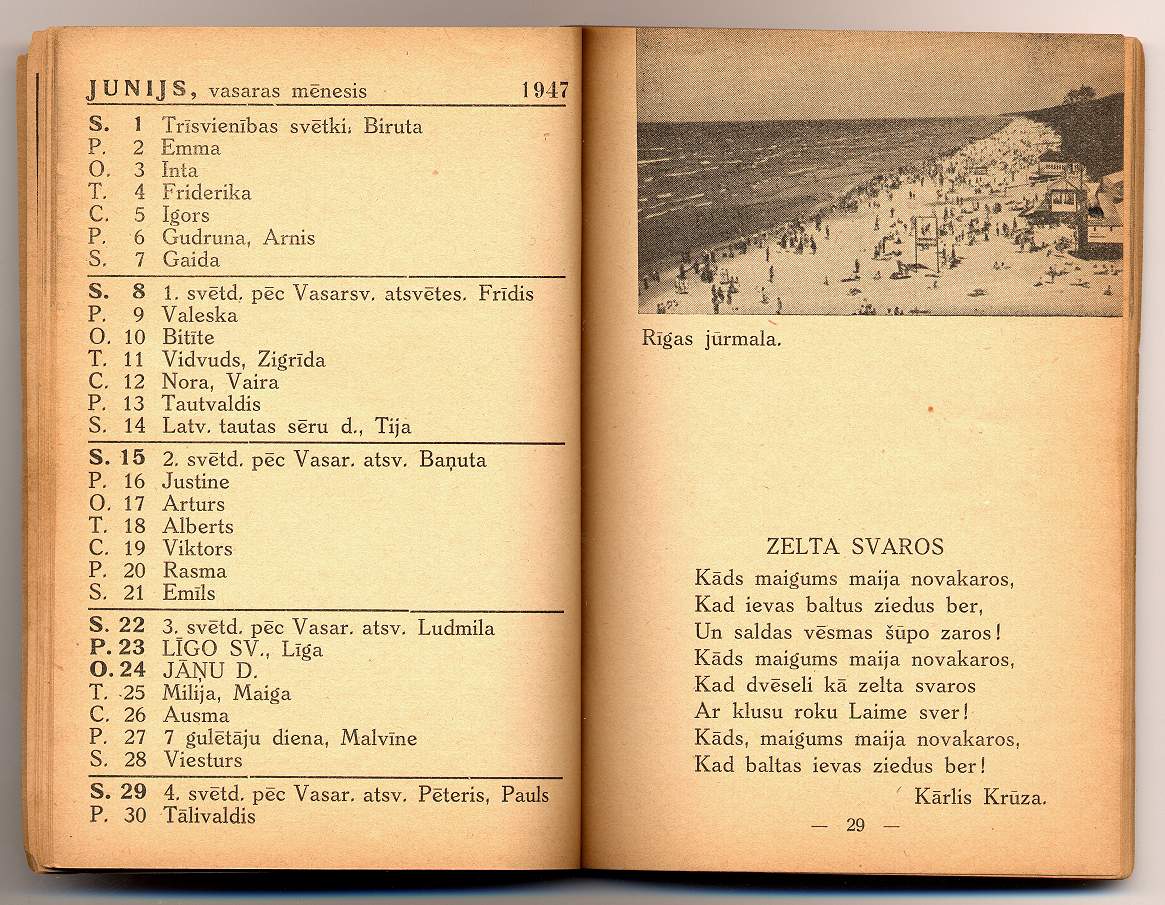 JUNIJS, vasaras mēnesis 1947
S. 1 Trīsvienības svētki. Biruta
P. 2 Emma
O. 3 Inta
T. 4 Friderika
C. 5 Igors
P. 6 Gudruna, Arnis
S. 7 Gaida
S. 8 1. svētd. pēc Vasarsv. atsvētes. Frīdis
P. 9 Valeska
O. 10 Bitīte
T. 11 Vidvuds, Zigrīda
C. 12 Nora, Vaira
P. 13 Tautvaldis
S. 14 Latv. tautas sēru d., Tija
S. 15 2. svētd. pēc Vasar. atsv. Baņuta
P. 16 Justine
O. 17 Arturs
T. 18 Alberts
C. 19 Viktors
P. 20 Rasma
S. 21 Emīls
S. 22 3. svētd. pēc Vasar. atsv. Ludmila
P. 23 LĪGO SV., Līga
O. 24 JĀŅU D.
T. 25 Milija, Maiga
C. 26 Ausma
P. 27 7 gulētāju diena, Malvīne
S. 28 Viesturs
S. 29 4. svētd. pēc Vasar. atsv. Pēteris, Pauls
P. 30 Tālivaldis
Rīgas jūrmala.
ZELTA SVAROS
Kāds maigums maija novakaros,
Kad ievas baltus ziedus ber,
Un saldas vēsmas šūpo zaros!
Kāds maigums maija novakaros,
Kad dvēseli kā zelta svaros
Ar klusu roku Laime sver!
Kāds, maigums maija novakaros,
Kad baltas ievas ziedus ber!
Kārlis Krūza.
— 29 —